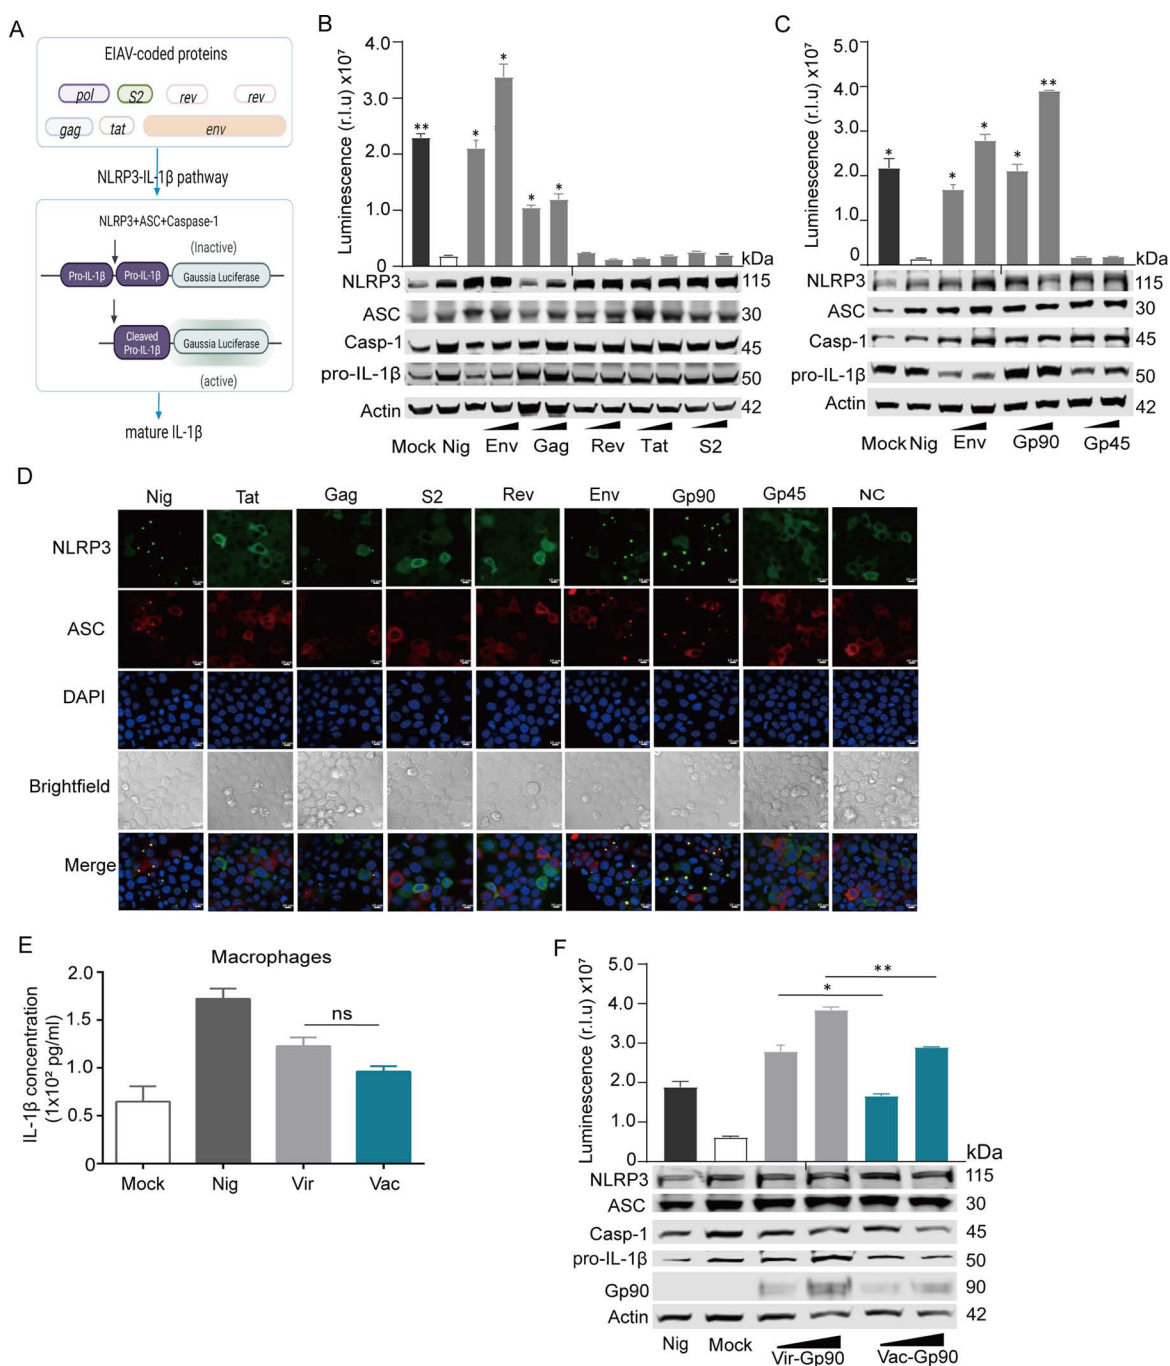 A
EIAV-coded proteins
pol S2 rev rev
gag tat env
NLRP3-IL-1β pathway
NLRP3+ASC+Caspase-1
(Inactive)
Pro-IL-1β Pro-IL-1β Gaussia Luciferase
Cleaved
Pro-IL-1β Gaussia Luciferase
(active)
mature IL-1β
B
Luminescence (r.l.u) x10⁷
4.0
3.0
2.0
1.0
0
** * * * *
kDa
NLRP3 115
ASC 30
Casp-1 45
pro-IL-1β 50
Actin 42
Mock Nig Env Gag Rev Tat S2
C
Luminescence (r.l.u) x10⁷
5.0
4.0
3.0
2.0
1.0
0
* * * * **
kDa
NLRP3 115
ASC 30
Casp-1 45
pro-IL-1β 50
Actin 42
Mock Nig Env Gp90 Gp45
D
Nig Tat Gag S2 Rev Env Gp90 Gp45 NC
NLRP3
ASC
DAPI
Brightfield
Merge
E
Macrophages
IL-1β concentration
(1x10² pg/ml)
2.0
1.5
1.0
0.5
0
ns
Mock Nig Vir Vac
F
Luminescence (r.l.u) x10⁷
5.0
4.0
3.0
2.0
1.0
0
**
*
kDa
NLRP3 115
ASC 30
Casp-1 45
pro-IL-1β 50
Gp90 90
Actin 42
Nig Mock Vir-Gp90 Vac-Gp90